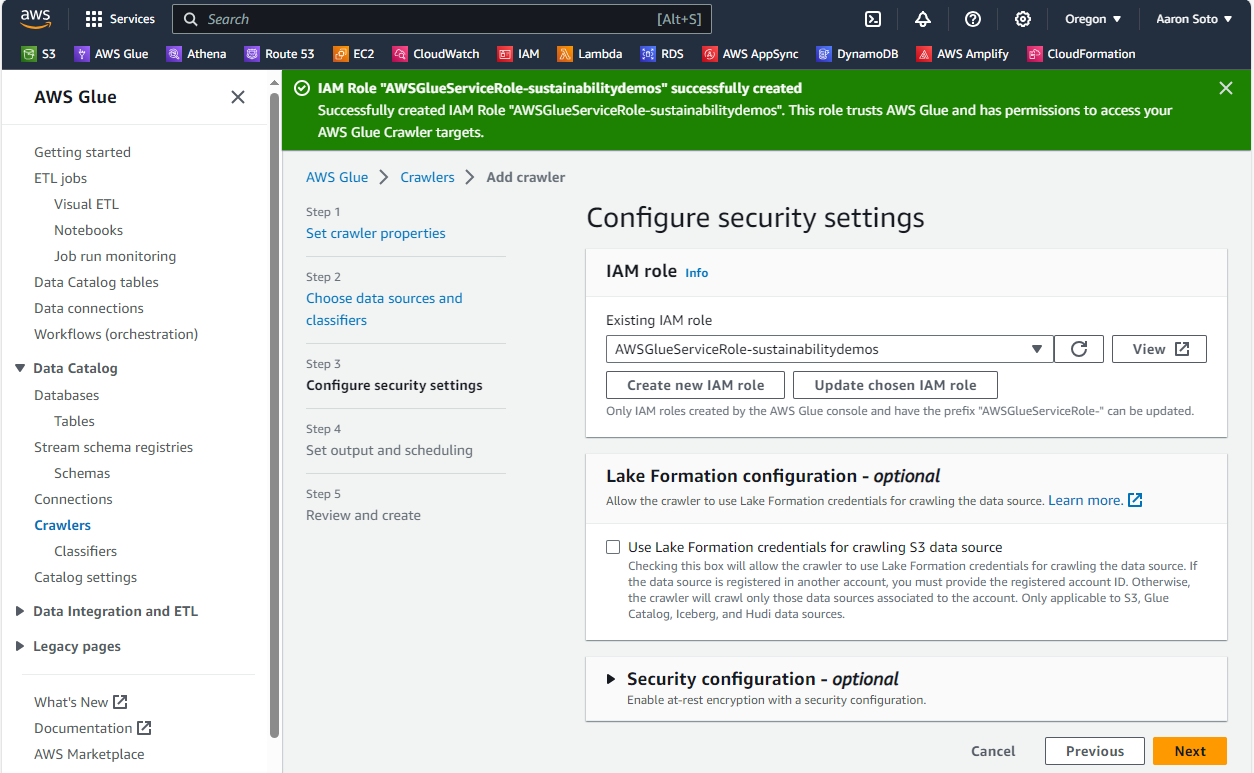 aws
Services
Search
[Alt+S]
Oregon
Aaron Soto
S3
AWS Glue
Athena
Route 53
EC2
CloudWatch
IAM
Lambda
RDS
AWS AppSync
DynamoDB
AWS Amplify
CloudFormation
AWS Glue
Getting started
ETL jobs
Visual ETL
Notebooks
Job run monitoring
Data Catalog tables
Data connections
Workflows (orchestration)
Data Catalog
Databases
Tables
Stream schema registries
Schemas
Connections
Crawlers
Classifiers
Catalog settings
Data Integration and ETL
Legacy pages
What's New
Documentation
AWS Marketplace
IAM Role "AWSGlueServiceRole-sustainabilitydemos" successfully created
Successfully created IAM Role "AWSGlueServiceRole-sustainabilitydemos". This role trusts AWS Glue and has permissions to access your
AWS Glue Crawler targets.
AWS Glue > Crawlers > Add crawler
Step 1
Set crawler properties
Step 2
Choose data sources and
classifiers
Step 3
Configure security settings
Step 4
Set output and scheduling
Step 5
Review and create
Configure security settings
IAM role Info
Existing IAM role
AWSGlueServiceRole-sustainabilitydemos
View
Create new IAM role
Update chosen IAM role
Only IAM roles created by the AWS Glue console and have the prefix "AWSGlueServiceRole-" can be updated.
Lake Formation configuration - optional
Allow the crawler to use Lake Formation credentials for crawling the data source. Learn more.
Use Lake Formation credentials for crawling S3 data source
Checking this box will allow the crawler to use Lake Formation credentials for crawling the data source. If
the data source is registered in another account, you must provide the registered account ID. Otherwise,
the crawler will crawl only those data sources associated to the account. Only applicable to S3, Glue
Catalog, Iceberg, and Hudi data sources.
Security configuration - optional
Enable at-rest encryption with a security configuration.
Cancel
Previous
Next